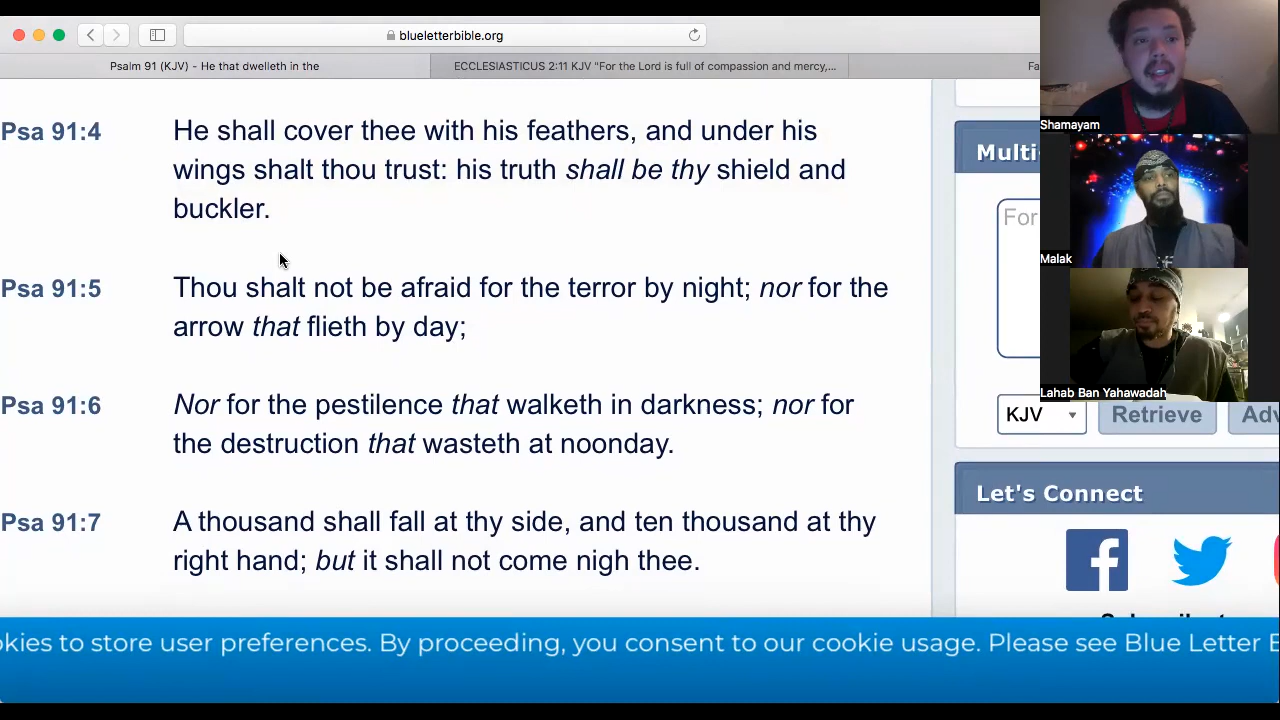 blueletterbible.org
Psalm 91 (KJV) - He that dwelleth in the
ECCLESIASTICUS 2:11 KJV "For the Lord is full of compassion and mercy,...
Fa
Psa 91:4
He shall cover thee with his feathers, and under his
wings shalt thou trust: his truth shall be thy shield and
buckler.
Psa 91:5
Thou shalt not be afraid for the terror by night; nor for the
arrow that flieth by day;
Psa 91:6
Nor for the pestilence that walketh in darkness; nor for
the destruction that wasteth at noonday.
Psa 91:7
A thousand shall fall at thy side, and ten thousand at thy
right hand; but it shall not come nigh thee.
Multi-
For
KJV
Retrieve
Adv
Let's Connect
Shamayam
Malak
Lahab Ban Yahawadah
okies to store user preferences. By proceeding, you consent to our cookie usage. Please see Blue Letter B